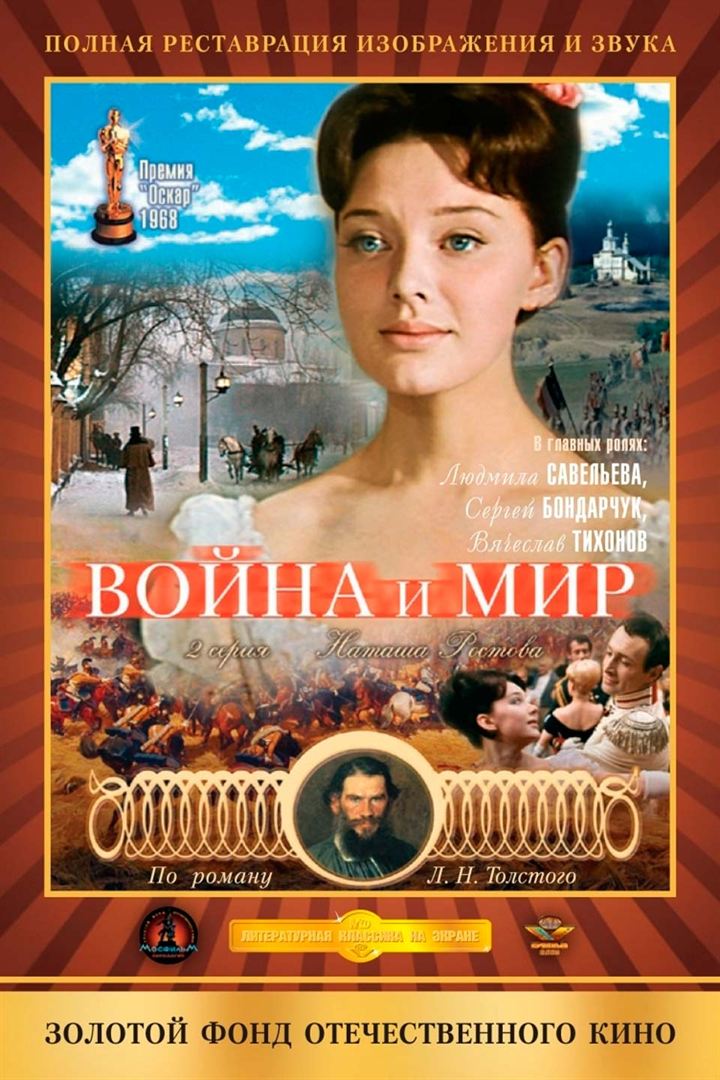 ПОЛНАЯ РЕСТАВРАЦИЯ ИЗОБРАЖЕНИЯ И ЗВУКА
Премия
"Оскар"
1968
В главных ролях:
Людмила САВЕЛЬЕВА,
Сергей БОНДАРЧУК,
Вячеслав ТИХОНОВ
ВОЙНА И МИР
2 серия Наташа Ростова
По роману Л. Н. Толстого
МОСФИЛЬМ
ЛИТЕРАТУРНАЯ КЛАССИКА НА ЭКРАНЕ
ЗОЛОТОЙ ФОНД ОТЕЧЕСТВЕННОГО КИНО